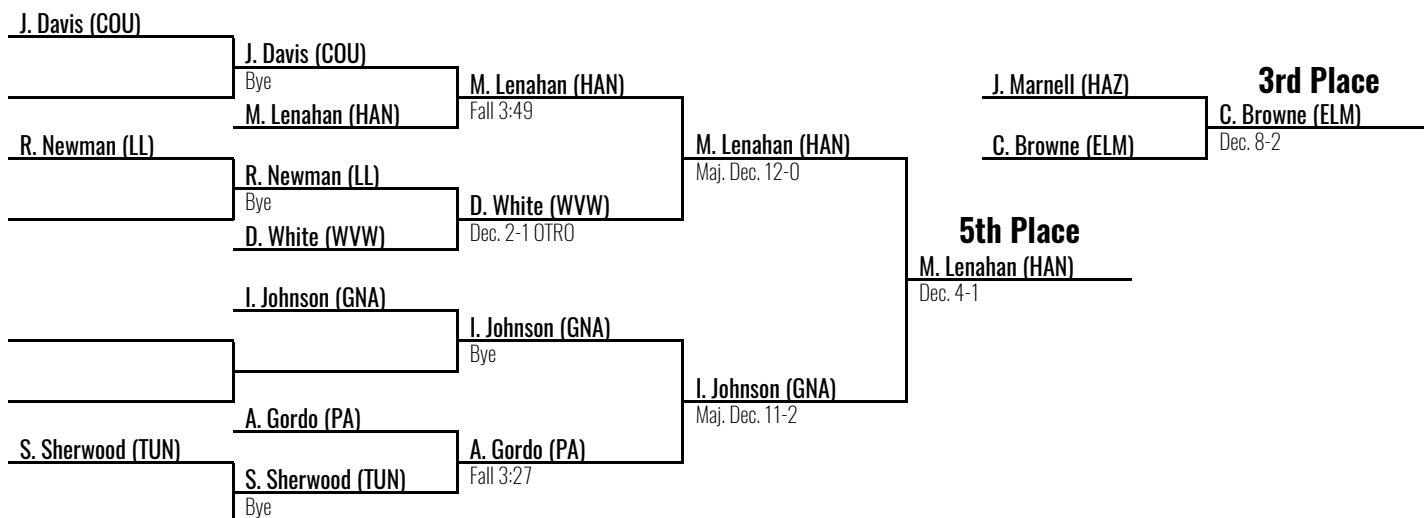 J. Davis (COU)
J. Davis (COU)
Bye
M. Lenahan (HAN)
M. Lenahan (HAN)
Fall 3:49
R. Newman (LL)
R. Newman (LL)
Bye
D. White (WVW)
D. White (WVW)
Dec. 2-1 OTRO
M. Lenahan (HAN)
Maj. Dec. 12-0
I. Johnson (GNA)
I. Johnson (GNA)
Bye
A. Gordo (PA)
S. Sherwood (TUN)
S. Sherwood (TUN)
Bye
A. Gordo (PA)
Fall 3:27
I. Johnson (GNA)
Maj. Dec. 11-2
5th Place
M. Lenahan (HAN)
Dec. 4-1
J. Marnell (HAZ)
C. Browne (ELM)
3rd Place
C. Browne (ELM)
Dec. 8-2